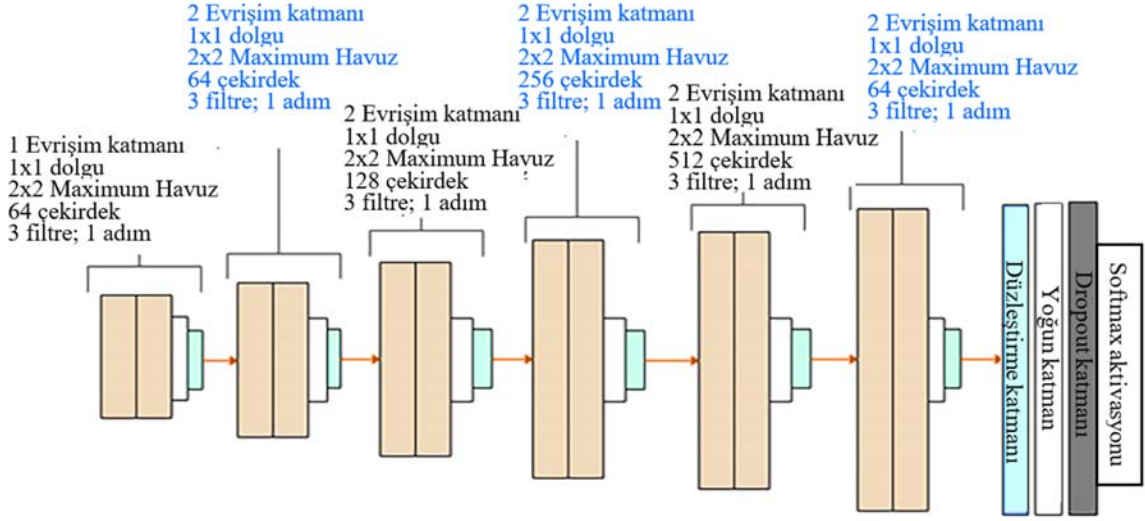 1 Evrişim katmanı
1x1 dolgu
2x2 Maximum Havuz
64 çekirdek
3 filtre; 1 adım
2 Evrişim katmanı
1x1 dolgu
2x2 Maximum Havuz
64 çekirdek
3 filtre; 1 adım
2 Evrişim katmanı
1x1 dolgu
2x2 Maximum Havuz
128 çekirdek
3 filtre; 1 adım
2 Evrişim katmanı
1x1 dolgu
2x2 Maximum Havuz
256 çekirdek
3 filtre; 1 adım
2 Evrişim katmanı
1x1 dolgu
2x2 Maximum Havuz
512 çekirdek
3 filtre; 1 adım
2 Evrişim katmanı
1x1 dolgu
2x2 Maximum Havuz
64 çekirdek
3 filtre; 1 adım
Düzleştirme katmanı
Yoğun katman
Dropout katmanı
Softmax aktivasyonu